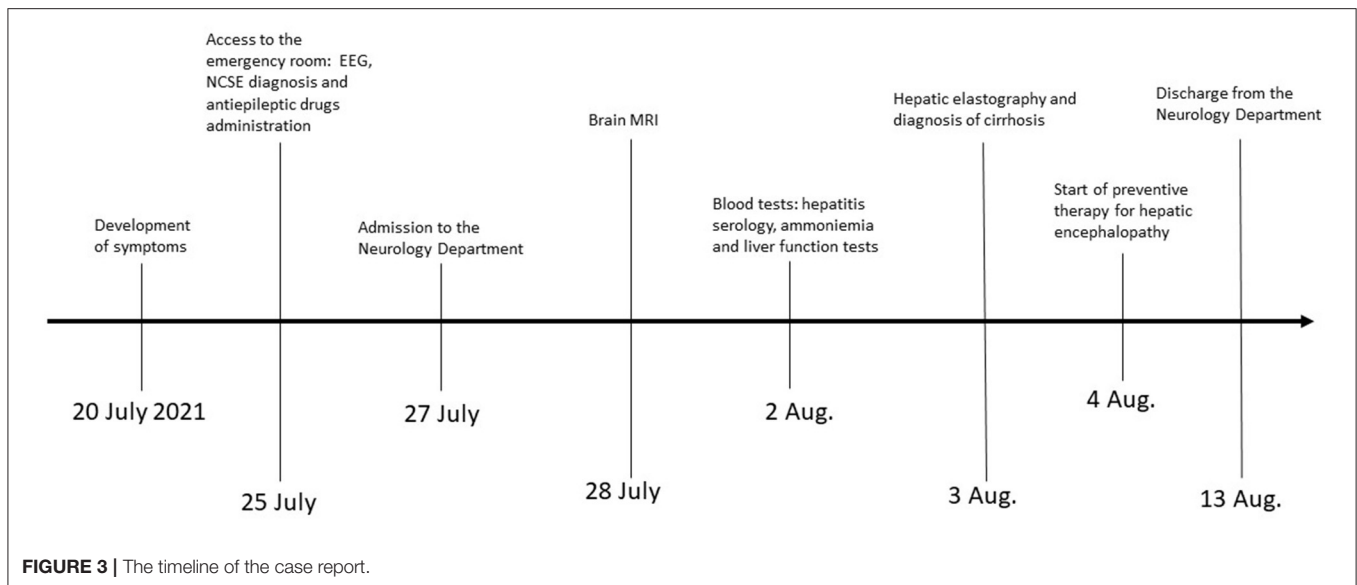 Access to the
emergency room:  EEG,
NCSE diagnosis and
antiepileptic drugs
administration
Development
of symptoms
Admission to the
Neurology Department
Brain MRI
Blood tests: hepatitis
serology, ammoniemia
and liver function tests
Hepatic elastography and
diagnosis of cirrhosis
Start of preventive
therapy for hepatic
encephalopathy
Discharge from the
Neurology Department
20 July 2021
25 July
27 July
28 July
2 Aug.
3 Aug.
4 Aug.
13 Aug.
FIGURE 3 | The timeline of the case report.